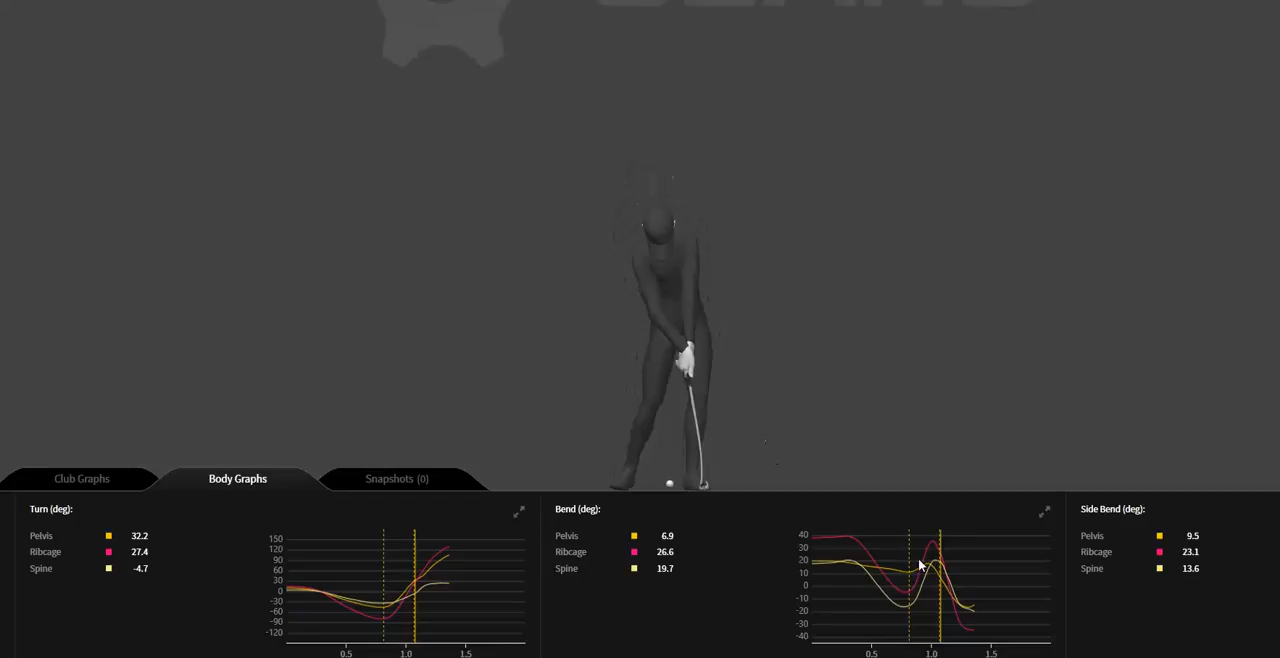 Club Graphs
Body Graphs
Snapshots (0)
Turn (deg):
Pelvis 32.2
Ribcage 27.4
Spine -4.7
150
120
90
60
30
0
-30
-60
-90
-120
0.5 1.0 1.5
Bend (deg):
Pelvis 6.9
Ribcage 26.6
Spine 19.7
40
30
20
10
0
-10
-20
-30
-40
0.5 1.0 1.5
Side Bend (deg):
Pelvis 9.5
Ribcage 23.1
Spine 13.6